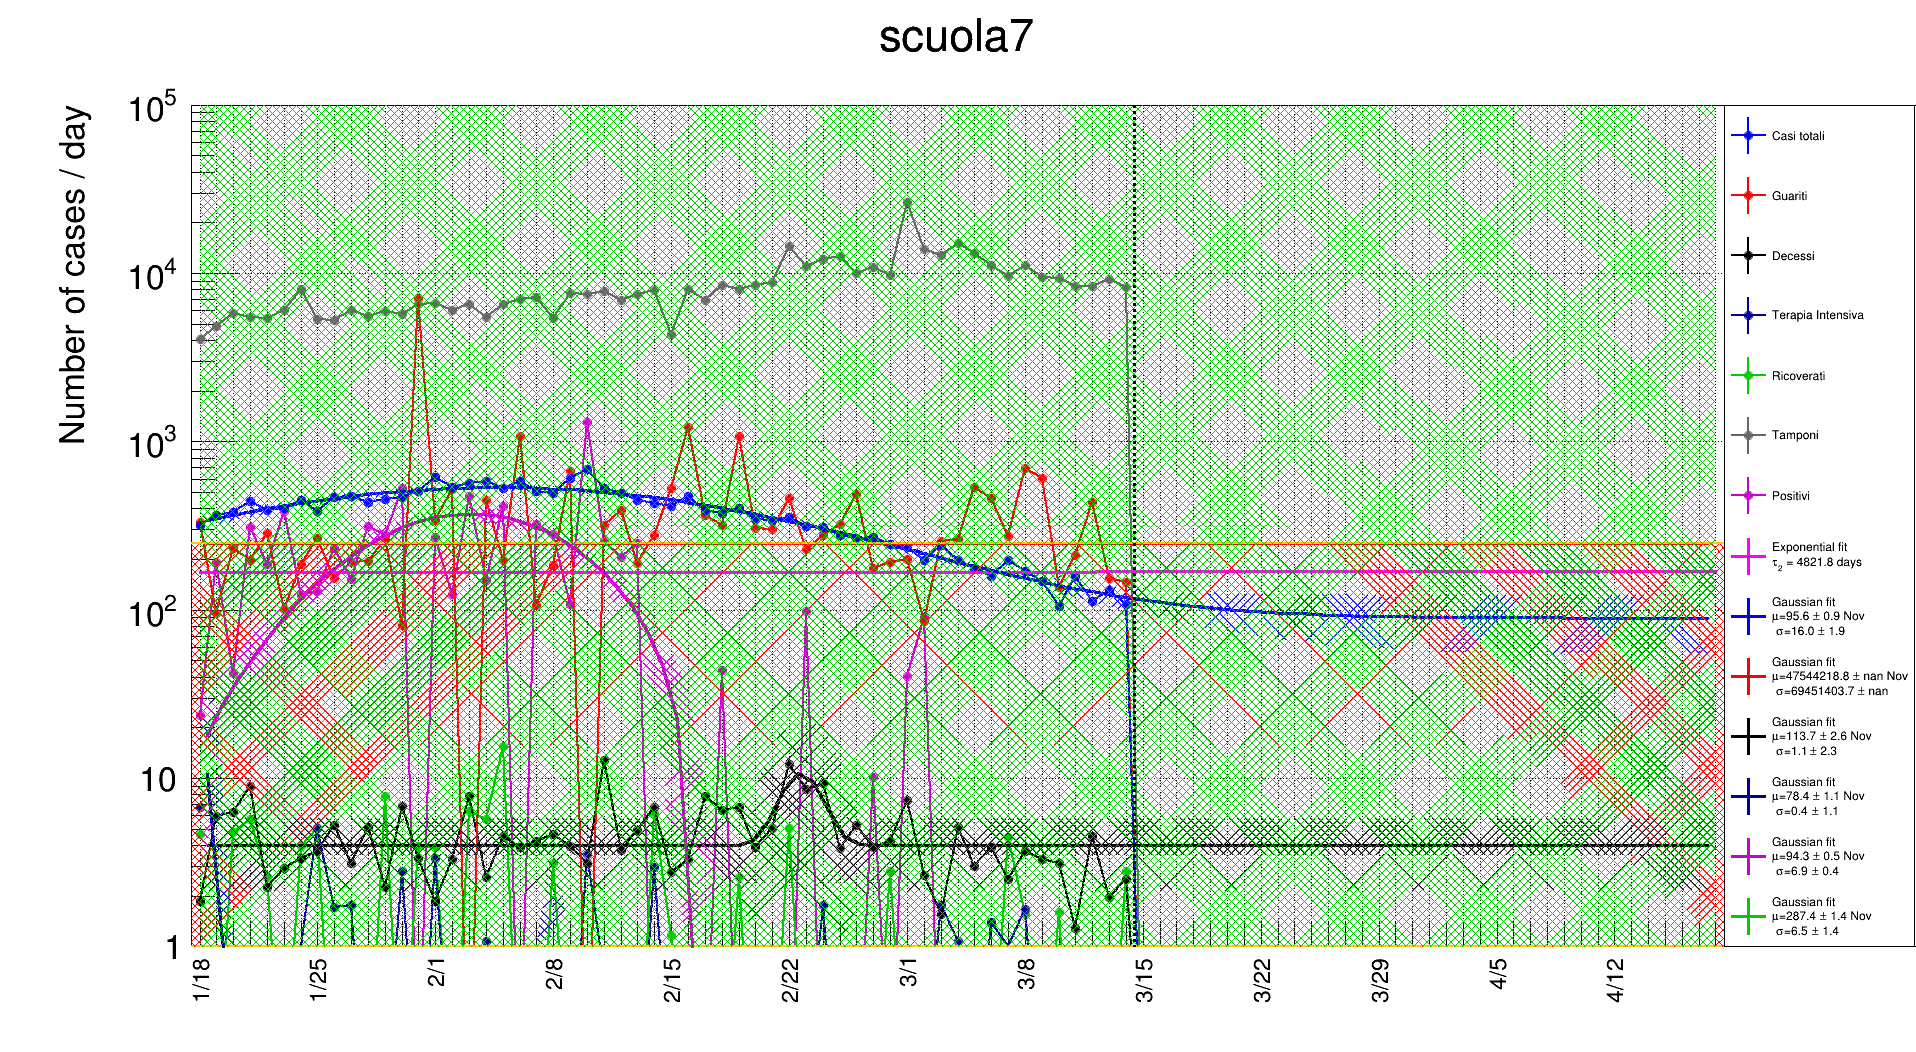 scuola7
Number of cases / day
10^5
10^4
10^3
10^2
10
1
1/18
1/25
2/1
2/8
2/15
2/22
3/1
3/8
3/15
3/22
3/29
4/5
4/12
Casi totali
Guariti
Decessi
Terapia Intensiva
Ricoverati
Tamponi
Positivi
Exponential fit
τ₂ = 4821.8 days
Gaussian fit
μ=95.6 ± 0.9 Nov
σ=16.0 ± 1.9
Gaussian fit
μ=47544218.8 ± nan Nov
σ=69451403.7 ± nan
Gaussian fit
μ=113.7 ± 2.6 Nov
σ=1.1 ± 2.3
Gaussian fit
μ=78.4 ± 1.1 Nov
σ=0.4 ± 1.1
Gaussian fit
μ=94.3 ± 0.5 Nov
σ=6.9 ± 0.4
Gaussian fit
μ=287.4 ± 1.4 Nov
σ=6.5 ± 1.4